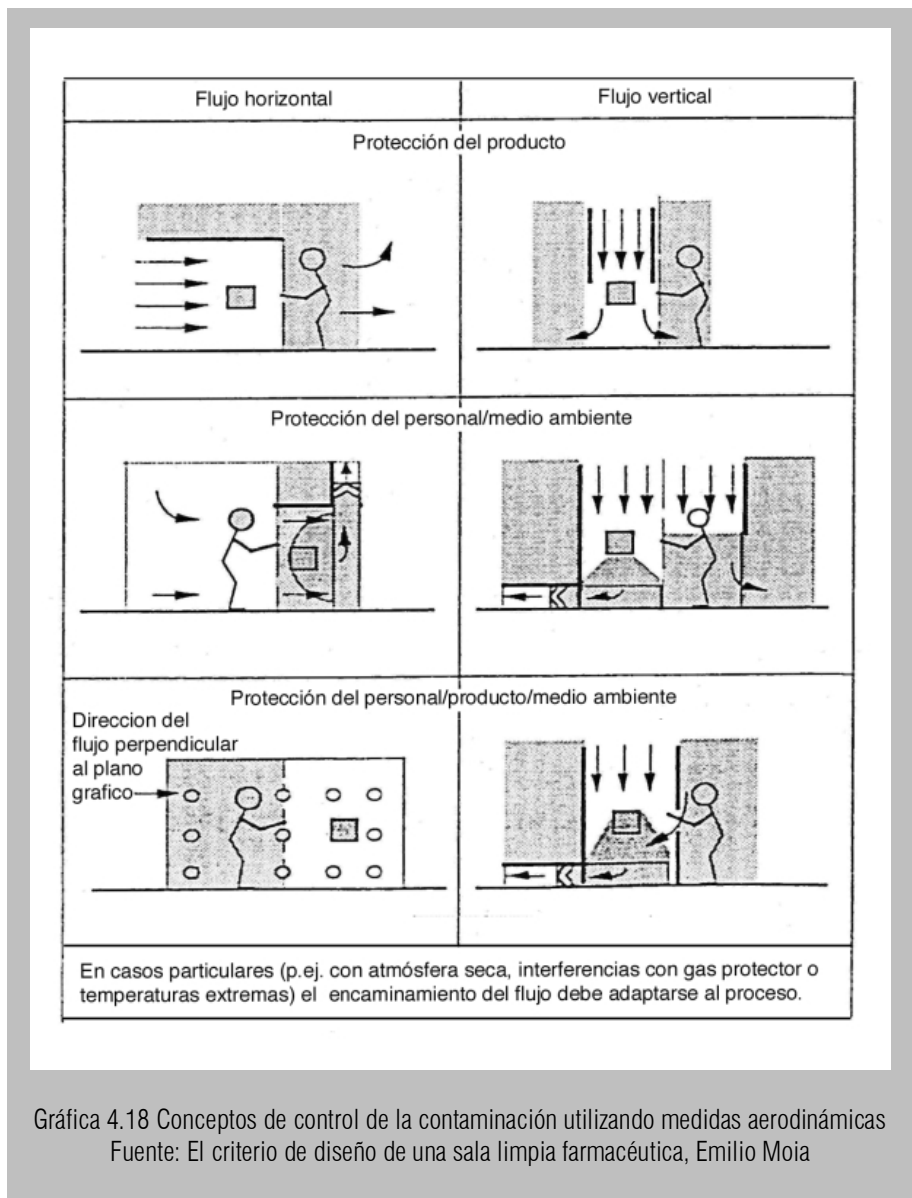 Flujo horizontal
Flujo vertical
Protección del producto
Protección del personal/medio ambiente
Protección del personal/producto/medio ambiente
Direccion del
flujo perpendicular
al plano
grafico
En casos particulares (p.ej. con atmósfera seca, interferencias con gas protector o
temperaturas extremas) el encaminamiento del flujo debe adaptarse al proceso.
Gráfica 4.18 Conceptos de control de la contaminación utilizando medidas aerodinámicas
Fuente: El criterio de diseño de una sala limpia farmacéutica, Emilio Moia